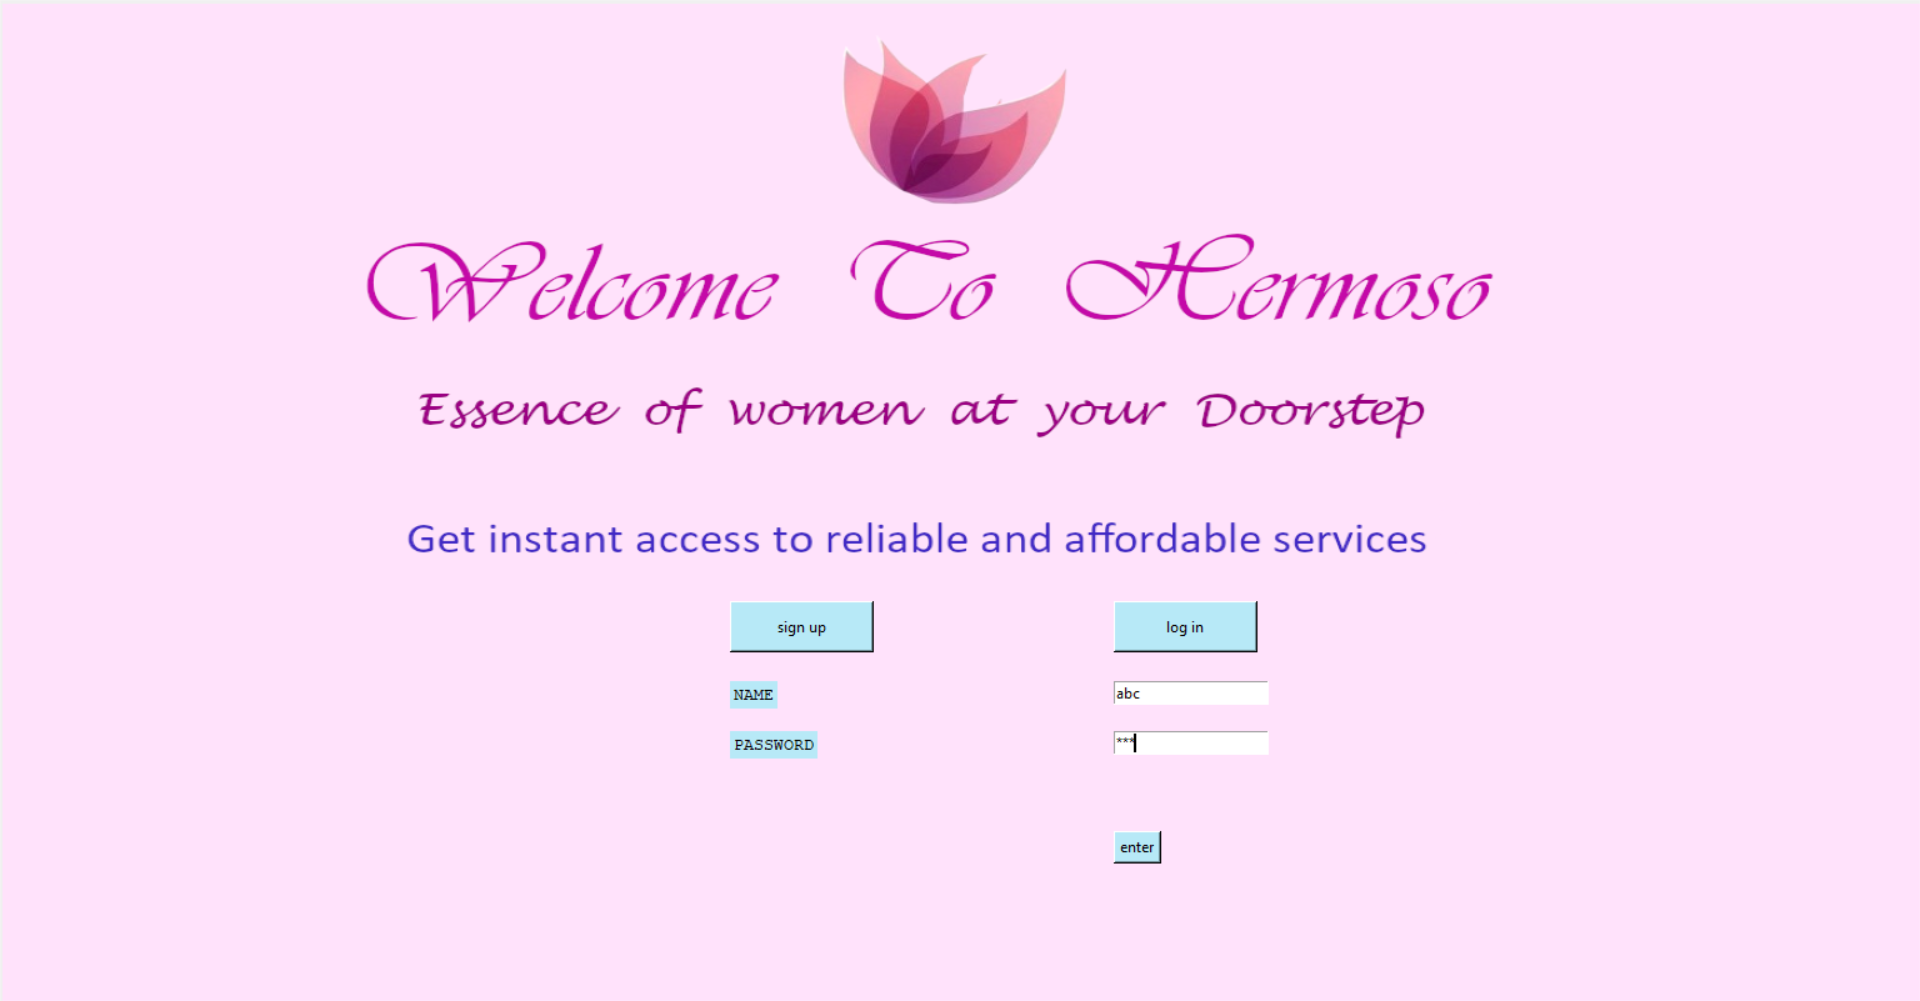 Welcome To Hermoso
Essence of women at your Doorstep
Get instant access to reliable and affordable services
sign up log in
NAME abc
PASSWORD ***
enter